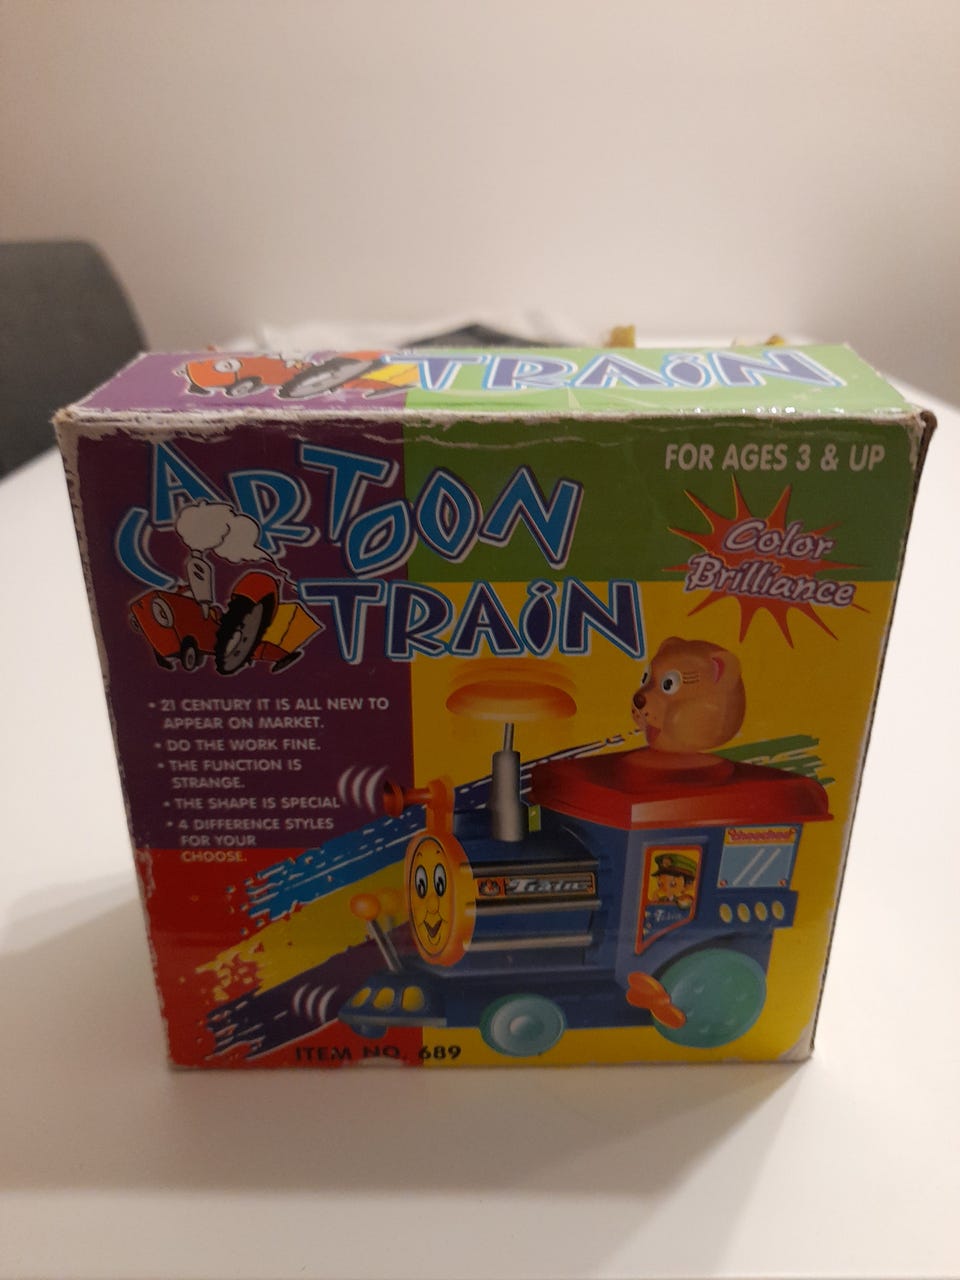 TRAIN
CARTOON
TRAIN
FOR AGES 3 & UP
Color
Brilliance
• 21 CENTURY IT IS ALL NEW TO
APPEAR ON MARKET.
• DO THE WORK FINE.
• THE FUNCTION IS
STRANGE.
• THE SHAPE IS SPECIAL
• 4 DIFFERENCE STYLES
FOR YOUR
CHOOSE.
Train
ITEM NO. 689